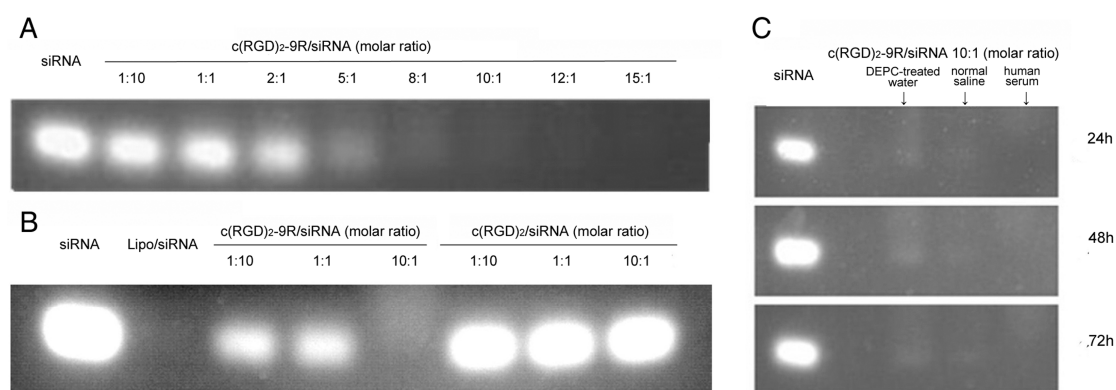 A
c(RGD)₂-9R/siRNA (molar ratio)
siRNA
1:10 1:1 2:1 5:1 8:1 10:1 12:1 15:1
B
siRNA Lipo/siRNA
c(RGD)₂-9R/siRNA (molar ratio)
1:10 1:1 10:1
c(RGD)₂/siRNA (molar ratio)
1:10 1:1 10:1
C
c(RGD)₂-9R/siRNA 10:1 (molar ratio)
siRNA
DEPC-treated
water
normal
saline
human
serum
24h
48h
72h